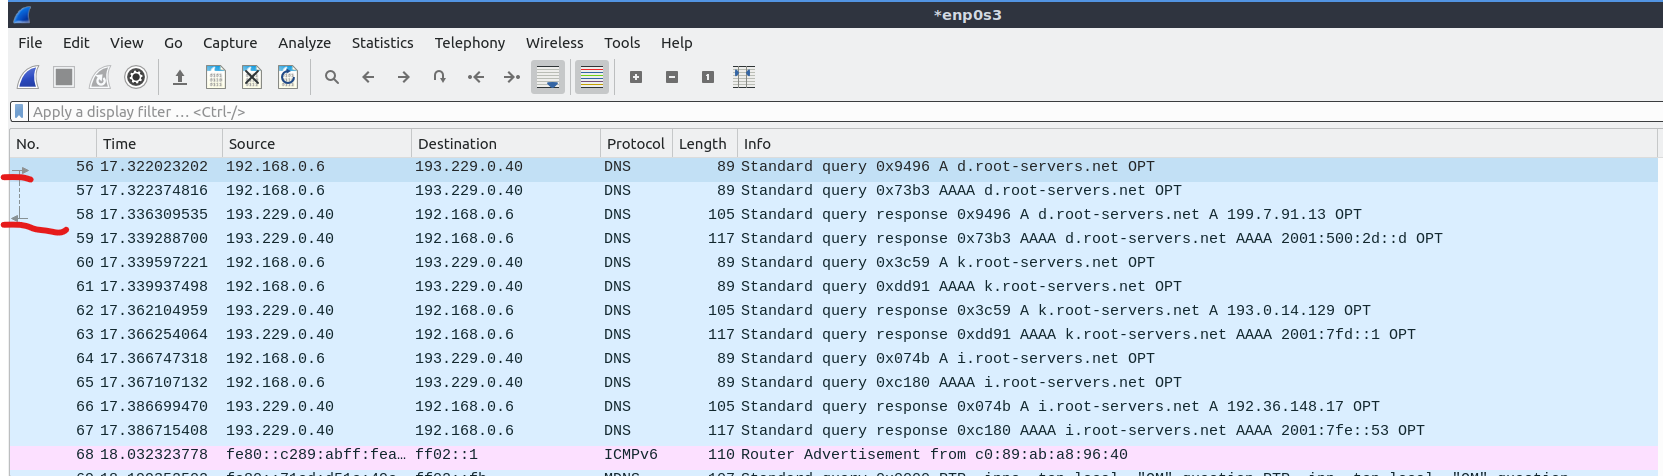 *enp0s3
File Edit View Go Capture Analyze Statistics Telephony Wireless Tools Help
Apply a display filter … <Ctrl-/>
No. Time Source Destination Protocol Length Info
56 17.322023202 192.168.0.6 193.229.0.40 DNS 89 Standard query 0x9496 A d.root-servers.net OPT
57 17.322374816 192.168.0.6 193.229.0.40 DNS 89 Standard query 0x73b3 AAAA d.root-servers.net OPT
58 17.336309535 193.229.0.40 192.168.0.6 DNS 105 Standard query response 0x9496 A d.root-servers.net A 199.7.91.13 OPT
59 17.339288700 193.229.0.40 192.168.0.6 DNS 117 Standard query response 0x73b3 AAAA d.root-servers.net AAAA 2001:500:2d::d OPT
60 17.339597221 192.168.0.6 193.229.0.40 DNS 89 Standard query 0x3c59 A k.root-servers.net OPT
61 17.339937498 192.168.0.6 193.229.0.40 DNS 89 Standard query 0xdd91 AAAA k.root-servers.net OPT
62 17.362104959 193.229.0.40 192.168.0.6 DNS 105 Standard query response 0x3c59 A k.root-servers.net A 193.0.14.129 OPT
63 17.366254064 193.229.0.40 192.168.0.6 DNS 117 Standard query response 0xdd91 AAAA k.root-servers.net AAAA 2001:7fd::1 OPT
64 17.366747318 192.168.0.6 193.229.0.40 DNS 89 Standard query 0x074b A i.root-servers.net OPT
65 17.367107132 192.168.0.6 193.229.0.40 DNS 89 Standard query 0xc180 AAAA i.root-servers.net OPT
66 17.386699470 193.229.0.40 192.168.0.6 DNS 105 Standard query response 0x074b A i.root-servers.net A 192.36.148.17 OPT
67 17.386715408 193.229.0.40 192.168.0.6 DNS 117 Standard query response 0xc180 AAAA i.root-servers.net AAAA 2001:7fe::53 OPT
68 18.032323778 fe80::c289:abff:fea… ff02::1 ICMPv6 110 Router Advertisement from c0:89:ab:a8:96:40